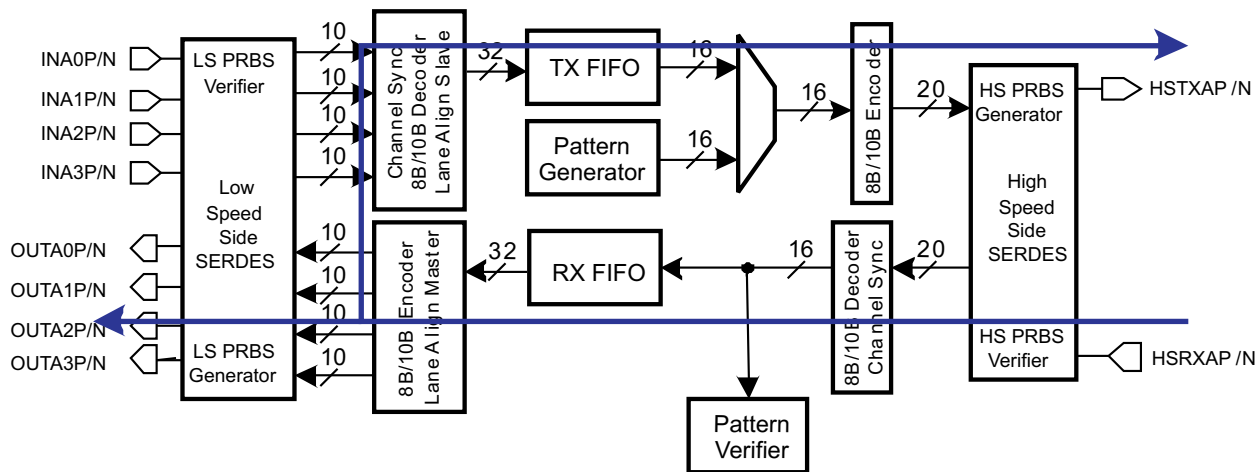 INA0P/N
INA1P/N
INA2P/N
INA3P/N
OUTA0P/N
OUTA1P/N
OUTA2P/N
OUTA3P/N
LS PRBS
Verifier
Low
Speed
Side
SERDES
LS PRBS
Generator
10
10
10
10
10
10
10
10
Channel Sync
8B/10B Decoder
Lane Align Slave
8B/10B Encoder
Lane Align Master
32
TX FIFO
16
Pattern
Generator
16
16
8B/10B Encoder
20
32
RX FIFO
16
8B/10B Decoder
Channel Sync
20
Pattern
Verifier
HS PRBS
Generator
High
Speed
Side
SERDES
HS PRBS
Verifier
HSTXAP /N
HSRXAP /N